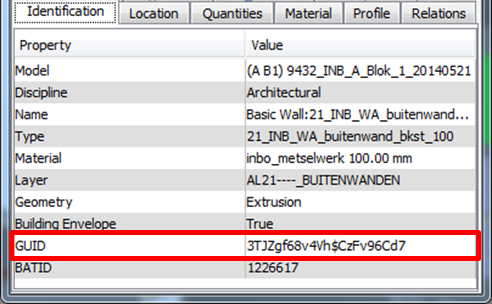 Identification Location Quantities Material Profile Relations
Property Value
Model (A B1) 9432_INB_A_Blok_1_20140521
Discipline Architectural
Name Basic Wall:21_INB_WA_buitenwand...
Type 21_INB_WA_buitenwand_bkst_100
Material inbo_metselwerk 100.00 mm
Layer AL21----_BUITENWANDEN
Geometry Extrusion
Building Envelope True
GUID 3TJZgf68v4Vh$CzFv96Cd7
BATID 1226617